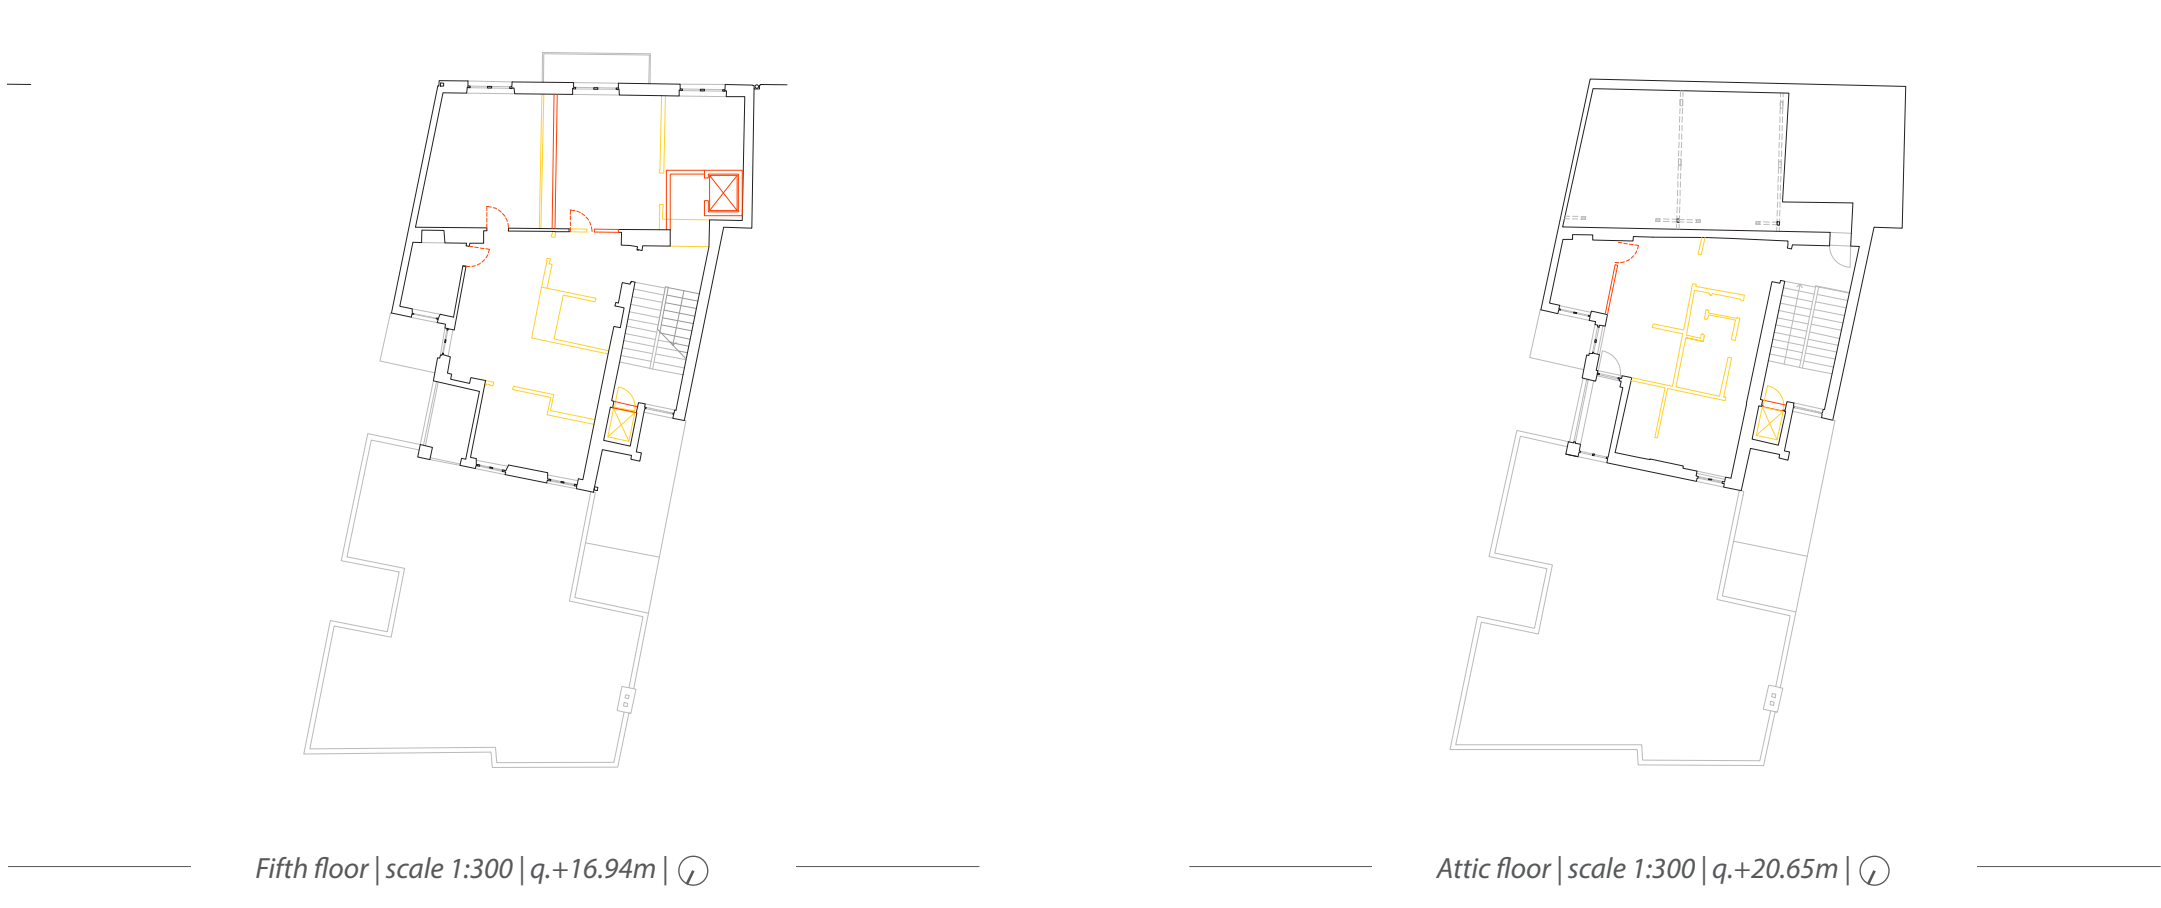 Fifth floor | scale 1:300 | q.+16.94m |
Attic floor | scale 1:300 | q.+20.65m |